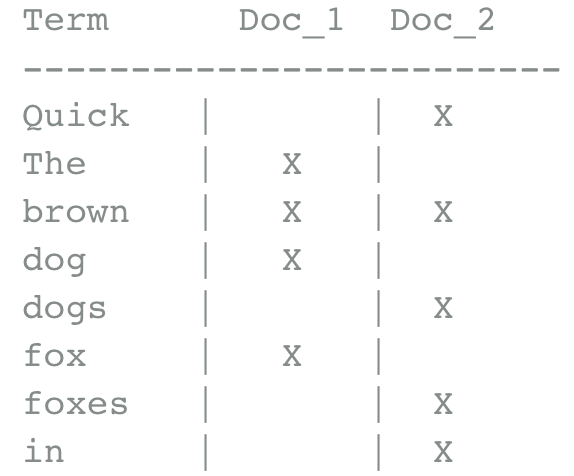 Term      Doc_1  Doc_2
-------------------------
Quick   |       |  X
The     |   X   |
brown   |   X   |  X
dog     |   X   |
dogs    |       |  X
fox     |   X   |
foxes   |       |  X
in      |       |  X